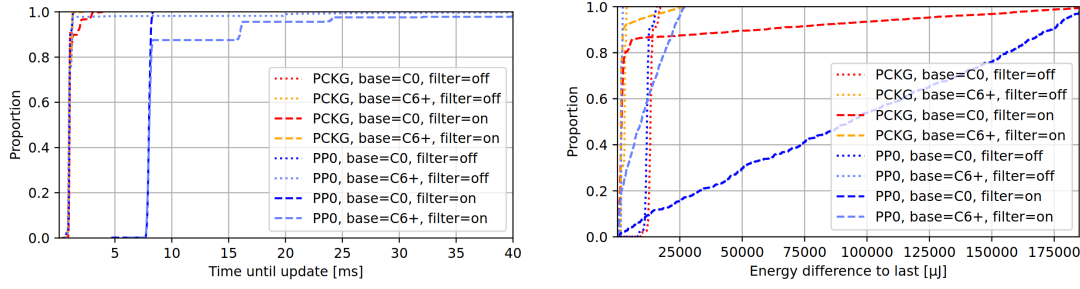 1.0
0.8
0.6
0.4
0.2
0.0
Proportion
5
10
15
20
25
30
35
40
Time until update [ms]
PCKG, base=C0, filter=off
PCKG, base=C6+, filter=off
PCKG, base=C0, filter=on
PCKG, base=C6+, filter=on
PP0, base=C0, filter=off
PP0, base=C6+, filter=off
PP0, base=C0, filter=on
PP0, base=C6+, filter=on
1.0
0.8
0.6
0.4
0.2
0.0
Proportion
25000
50000
75000
100000
125000
150000
175000
Energy difference to last [µJ]
PCKG, base=C0, filter=off
PCKG, base=C6+, filter=off
PCKG, base=C0, filter=on
PCKG, base=C6+, filter=on
PP0, base=C0, filter=off
PP0, base=C6+, filter=off
PP0, base=C0, filter=on
PP0, base=C6+, filter=on